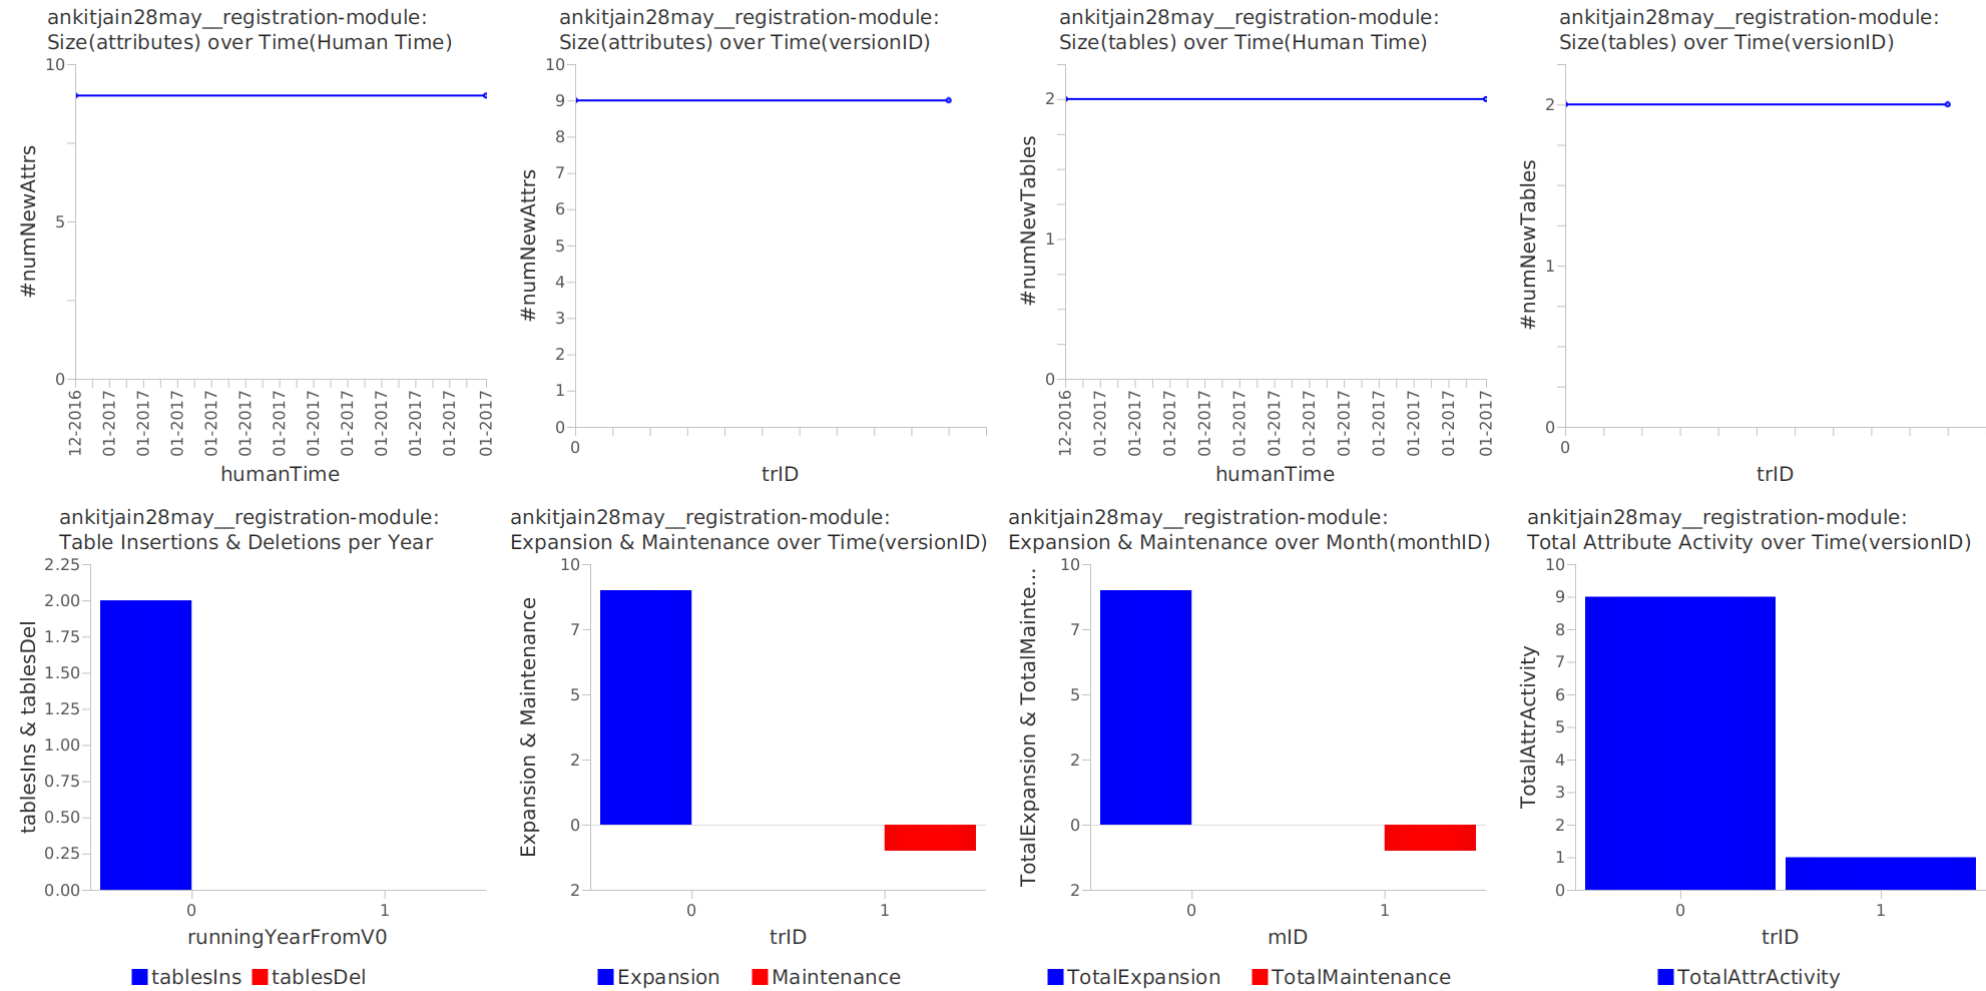 ankitjain28may__registration-module:
Size(attributes) over Time(Human Time)
10
5
0
#numNewAttrs
12-2016
01-2017
01-2017
01-2017
01-2017
01-2017
01-2017
01-2017
01-2017
01-2017
01-2017
01-2017
01-2017
humanTime
ankitjain28may__registration-module:
Size(attributes) over Time(versionID)
10
9
8
7
6
5
4
3
2
1
0
#numNewAttrs
0
trID
ankitjain28may__registration-module:
Size(tables) over Time(Human Time)
2
1
0
#numNewTables
12-2016
01-2017
01-2017
01-2017
01-2017
01-2017
01-2017
01-2017
01-2017
01-2017
01-2017
01-2017
01-2017
humanTime
ankitjain28may__registration-module:
Size(tables) over Time(versionID)
2
1
0
#numNewTables
0
trID
ankitjain28may__registration-module:
Table Insertions & Deletions per Year
2.25
2.00
1.75
1.50
1.25
1.00
0.75
0.50
0.25
0.00
tablesIns & tablesDel
0 1
runningYearFromV0
tablesIns tablesDel
ankitjain28may__registration-module:
Expansion & Maintenance over Time(versionID)
10
7
5
2
0
2
Expansion & Maintenance
0 1
trID
Expansion Maintenance
ankitjain28may__registration-module:
Expansion & Maintenance over Month(monthID)
10
7
5
2
0
2
TotalExpansion & TotalMainte...
0 1
mID
TotalExpansion TotalMaintenance
ankitjain28may__registration-module:
Total Attribute Activity over Time(versionID)
10
9
8
7
6
5
4
3
2
1
0
TotalAttrActivity
0 1
trID
TotalAttrActivity